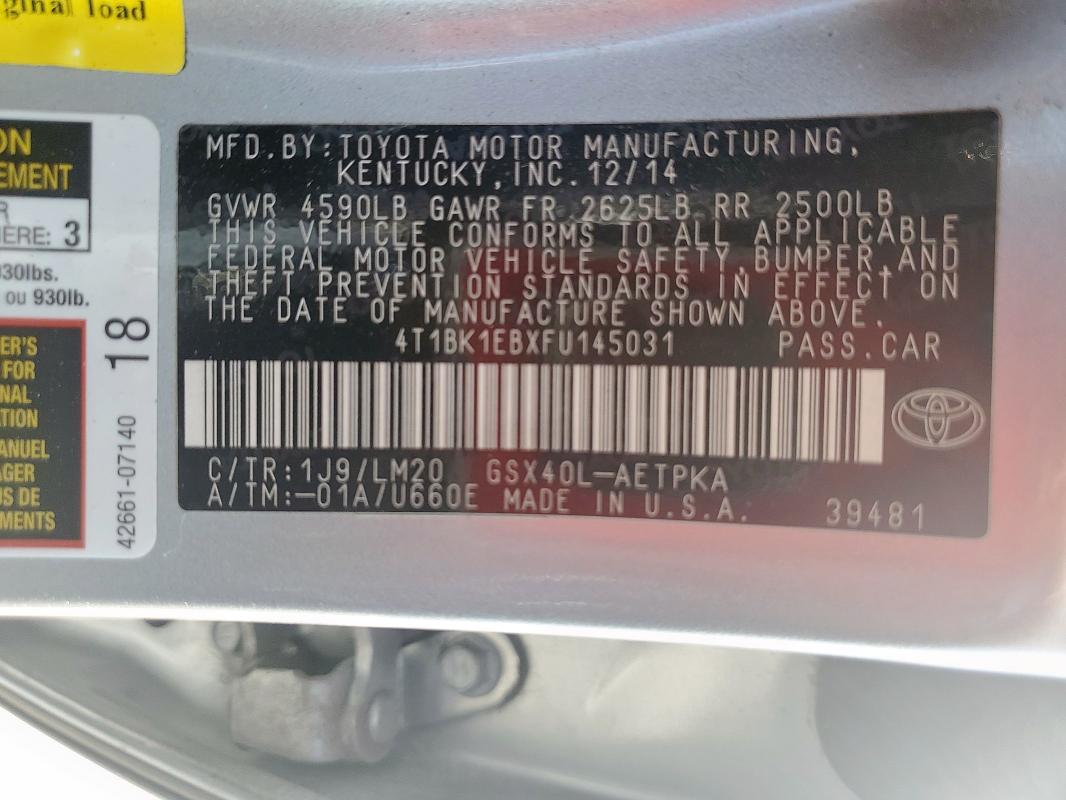 ginal load
ON
EMENT
R
HERE: 3
930lbs.
ou 930lb.
ER'S
FOR
NAL
TION
ANUEL
AGER
US DE
MENTS
18
42661-07140
MFD.BY:TOYOTA MOTOR MANUFACTURING,
KENTUCKY,INC.12/14
GVWR 4590LB GAWR FR 2625LB RR 2500LB
THIS VEHICLE CONFORMS TO ALL APPLICABLE
FEDERAL MOTOR VEHICLE SAFETY,BUMPER,AND
THEFT PREVENTION STANDARDS IN EFFECT ON
THE DATE OF MANUFACTURE SHOWN ABOVE.
4T1BK1EBXFU145031 PASS.CAR
C/TR:1J9/LM20 GSX40L-AETPKA
A/TM:-01A/U660E MADE IN U.S.A. 39481